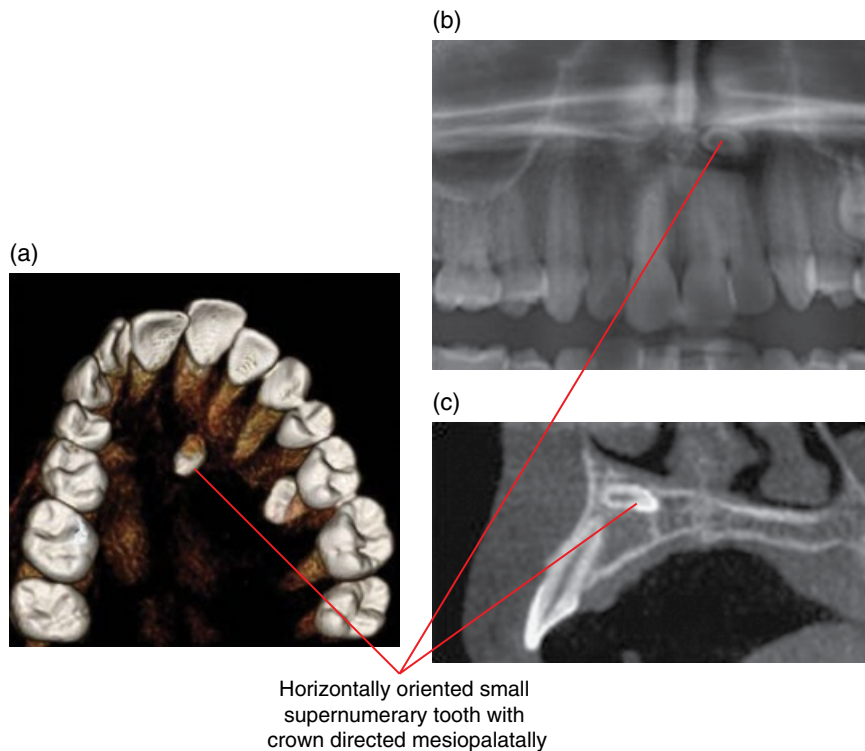 (b)
(a)
(c)
Horizontally oriented small
supernumerary tooth with
crown directed mesiopalatally